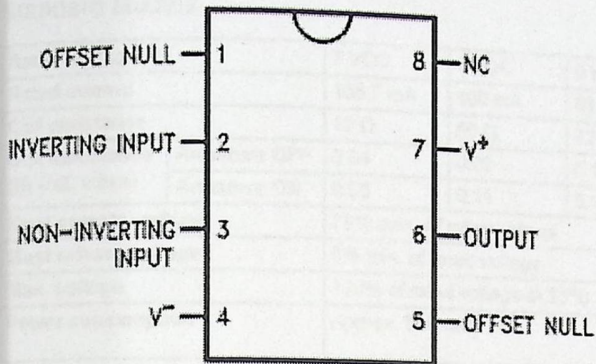 OFFSET NULL 1
8 NC
INVERTING INPUT 2
7 V⁺
NON-INVERTING
INPUT
3
6 OUTPUT
V⁻ 4
5 OFFSET NULL